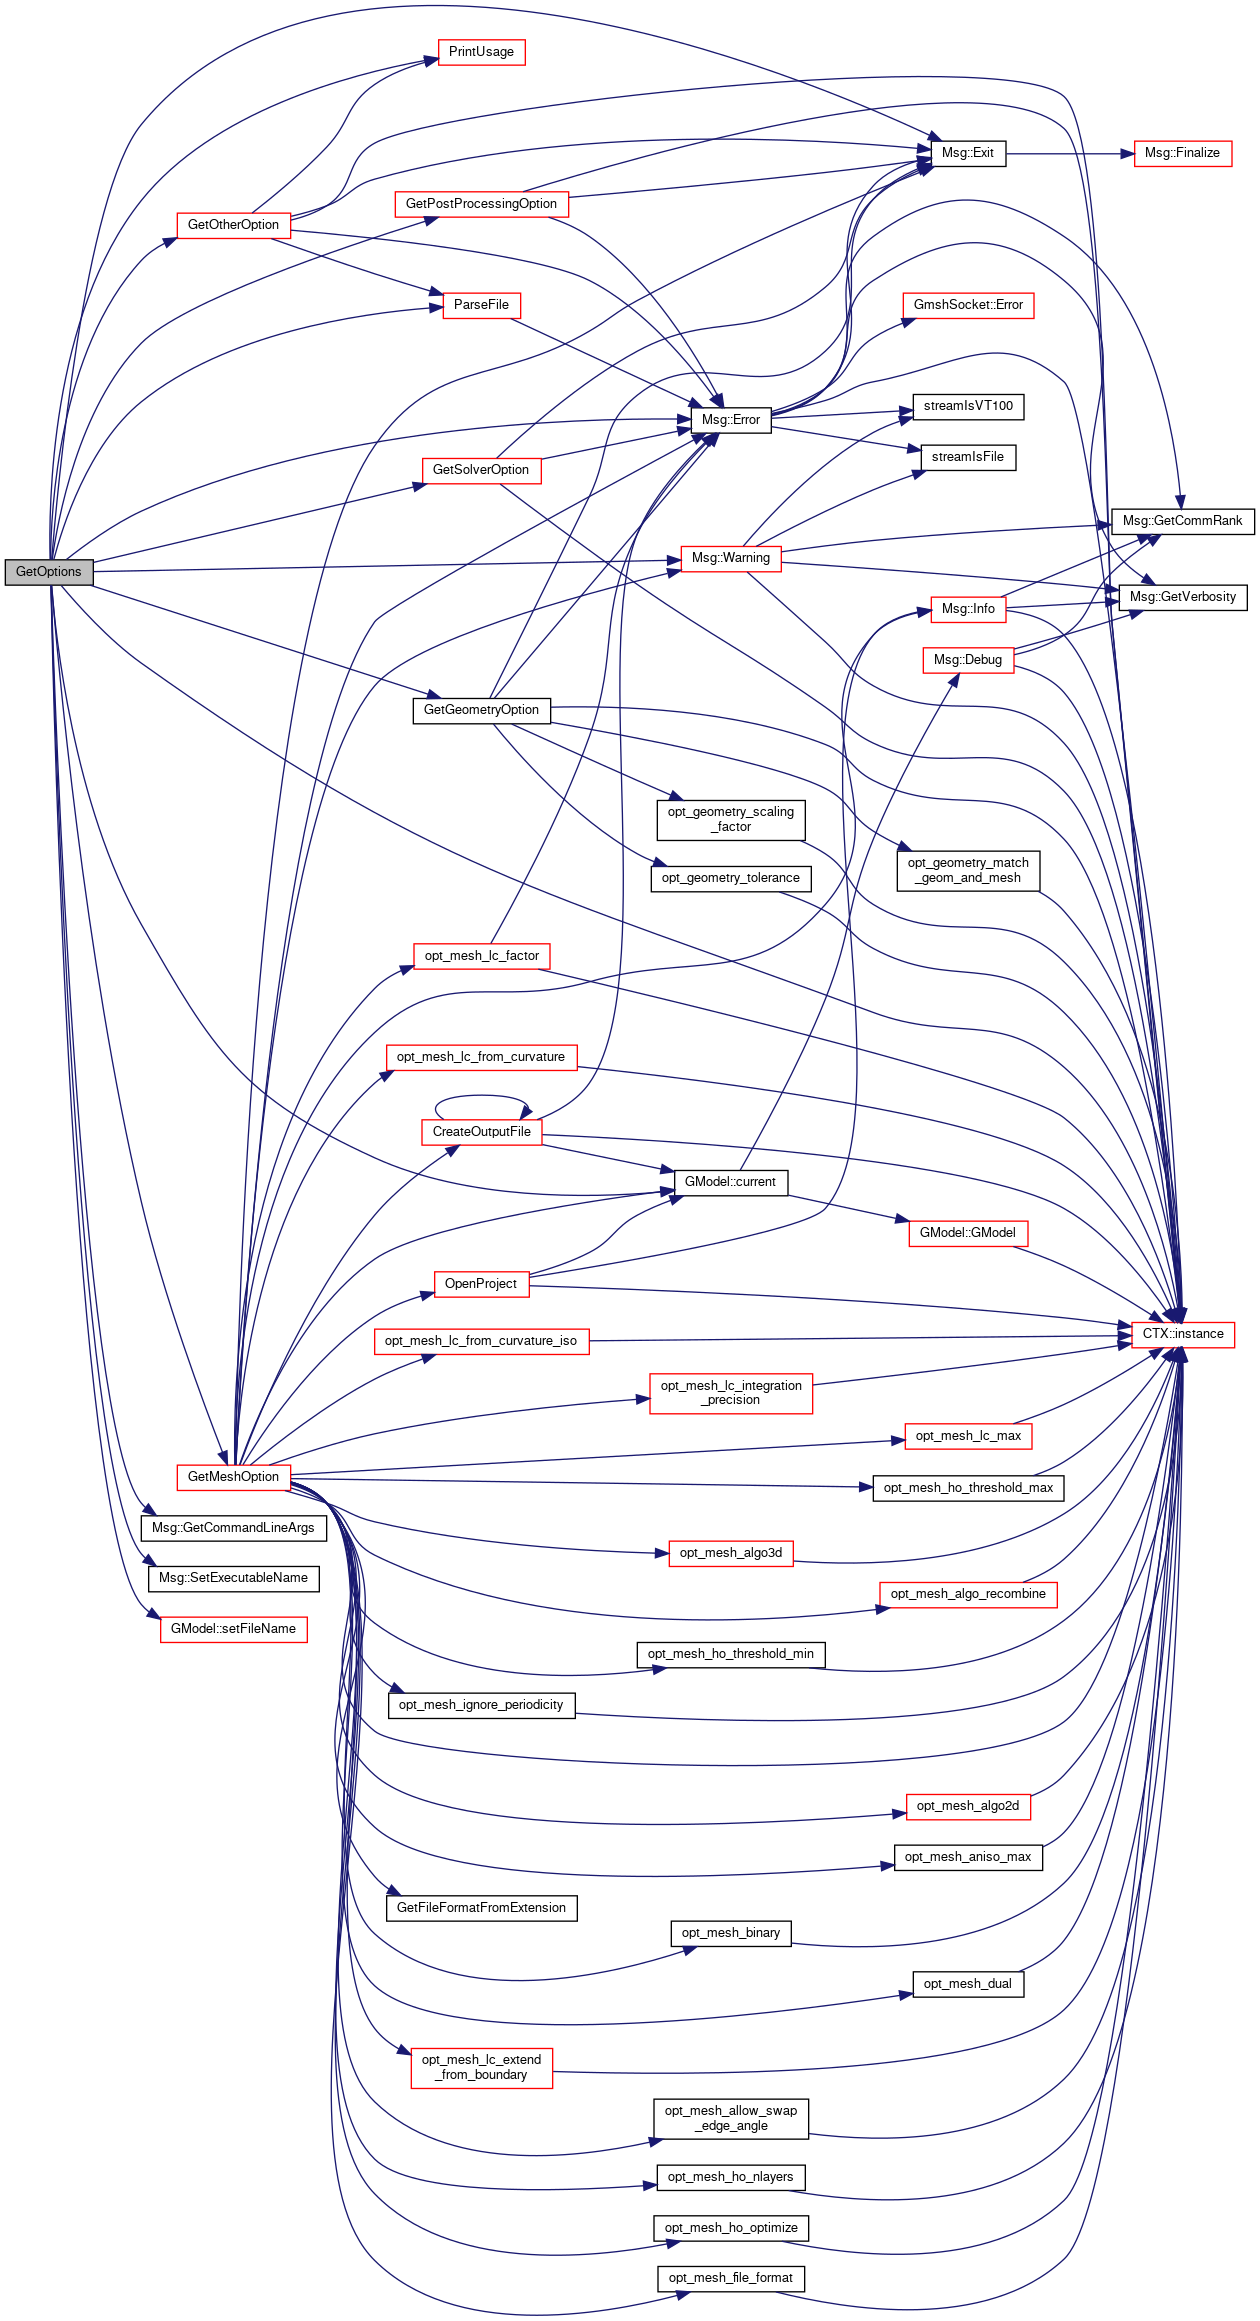 PrintUsage
Msg::Exit
Msg::Finalize
GetPostProcessingOption
GetOtherOption
ParseFile
GmshSocket::Error
streamIsVT100
Msg::Error
streamIsFile
GetSolverOption
Msg::GetCommRank
Msg::Warning
GetOptions
Msg::GetVerbosity
Msg::Info
Msg::Debug
GetGeometryOption
opt_geometry_scaling
_factor
opt_geometry_match
_geom_and_mesh
opt_geometry_tolerance
opt_mesh_lc_factor
opt_mesh_lc_from_curvature
CreateOutputFile
GModel::current
GModel::GModel
OpenProject
CTX::instance
opt_mesh_lc_from_curvature_iso
opt_mesh_lc_integration
_precision
opt_mesh_lc_max
GetMeshOption
opt_mesh_ho_threshold_max
Msg::GetCommandLineArgs
opt_mesh_algo3d
Msg::SetExecutableName
opt_mesh_algo_recombine
GModel::setFileName
opt_mesh_ho_threshold_min
opt_mesh_ignore_periodicity
opt_mesh_algo2d
opt_mesh_aniso_max
GetFileFormatFromExtension
opt_mesh_binary
opt_mesh_dual
opt_mesh_lc_extend
_from_boundary
opt_mesh_allow_swap
_edge_angle
opt_mesh_ho_nlayers
opt_mesh_ho_optimize
opt_mesh_file_format